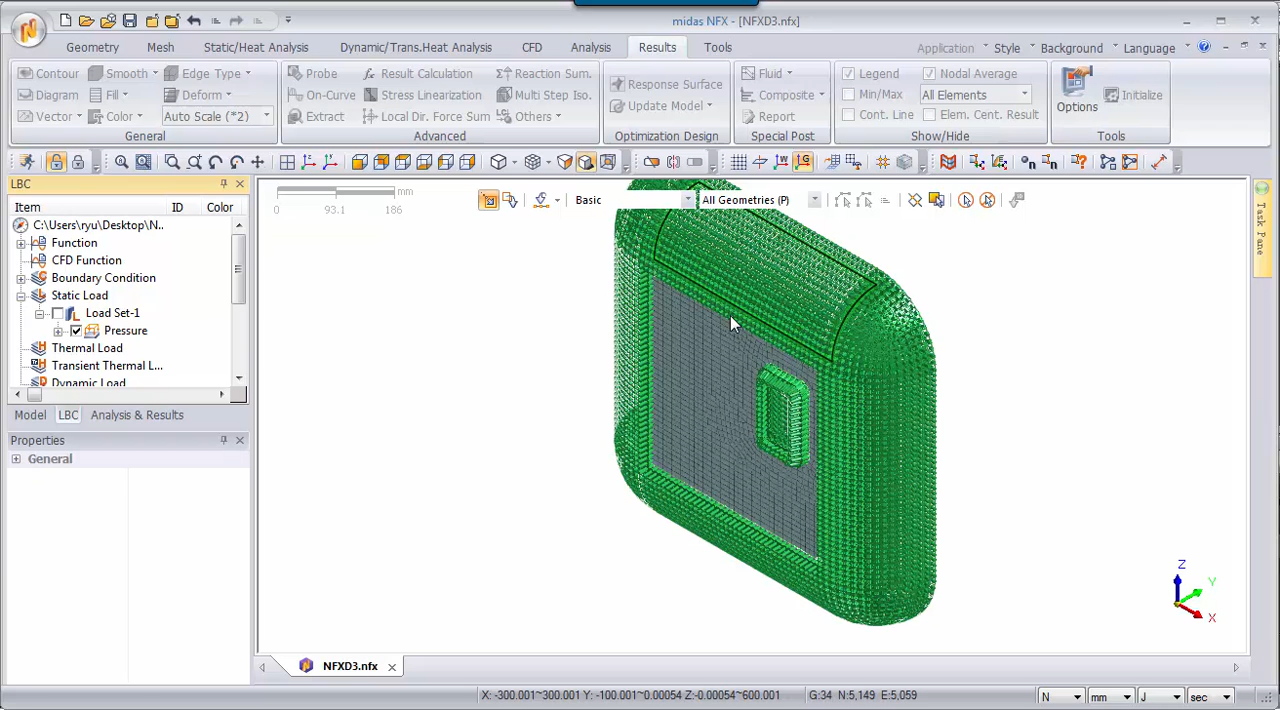 midas NFX - [NFXD3.nfx]
Geometry Mesh Static/Heat Analysis Dynamic/Trans.Heat Analysis CFD Analysis Results Tools Application Style Background Language
Contour Smooth Edge Type Probe Result Calculation Reaction Sum. Response Surface Fluid Legend Nodal Average
Diagram Fill Deform On-Curve Stress Linearization Multi Step Iso. Update Model Composite Min/Max All Elements Options Initialize
Vector Color Auto Scale (*2) Extract Local Dir. Force Sum Others Report Cont. Line Elem. Cent. Result
General Advanced Optimization Design Special Post Show/Hide Tools
LBC
Item ID Color
C:\Users\ryu\Desktop\N..
Function
CFD Function
Boundary Condition
Static Load
Load Set-1
Pressure
Thermal Load
Transient Thermal L...
Dynamic Load
Model LBC Analysis & Results
Properties
General
mm
0 93.1 186
Basic All Geometries (P)
Task Pane
Z
Y
X
NFXD3.nfx
X: -300.001~300.001 Y:-100.001~0.00054 Z:-0.00054~600.001 G:34 N:5,149 E:5,059 N mm J sec